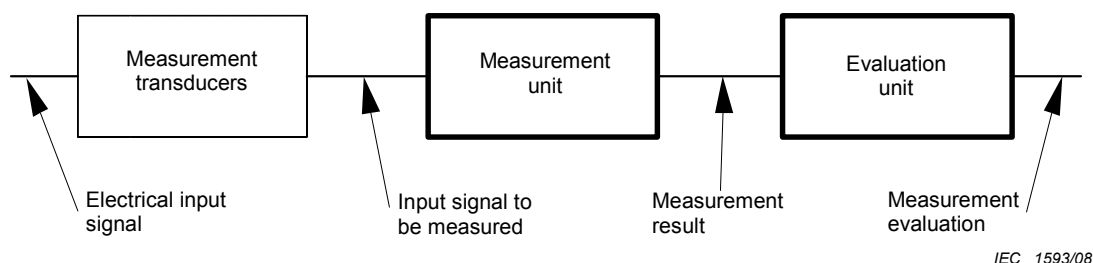 Measurement
transducers
Measurement
unit
Evaluation
unit
Electrical input
signal
Input signal to
be measured
Measurement
result
Measurement
evaluation
IEC 1593/08